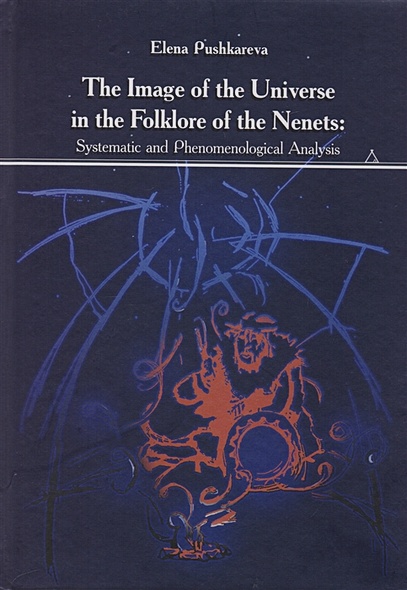 Elena Pushkareva
The Image of the Universe
in the Folklore of the Nenets:
Systematic and Phenomenological Analysis